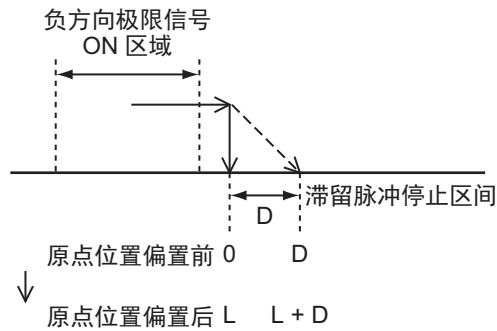 负方向极限信号
ON 区域
滞留脉冲停止区间
D
原点位置偏置前 0 D
原点位置偏置后 L L + D